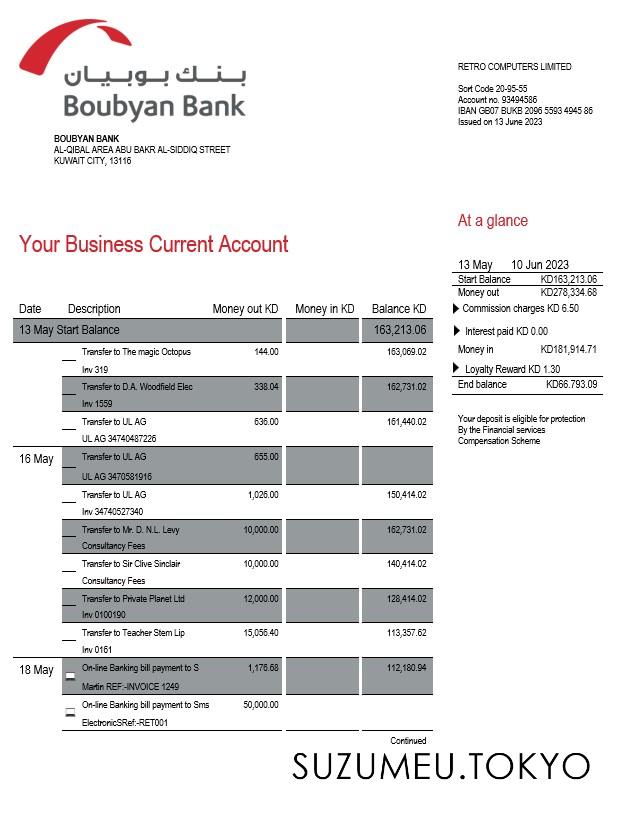 بنك بوبيان
Boubyan Bank
BOUBYAN BANK
AL-QIBAL AREA ABU BAKR AL-SIDDIQ STREET
KUWAIT CITY, 13116
RETRO COMPUTERS LIMITED
Sort Code 20-95-55
Account no. 93494586
IBAN GB07 BUKB 2096 5593 4945 86
Issued on 13 June 2023
Your Business Current Account
At a glance
13 May 10 Jun 2023
Start Balance KD163,213.06
Money out KD278,334.68
Commission charges KD 6.50
Interest paid KD 0.00
Money in KD181,914.71
Loyalty Reward KD 1.30
End balance KD66.793.09
Your deposit is eligible for protection
By the Financial services
Compensation Scheme
Date Description Money out KD Money in KD Balance KD
13 May Start Balance 163,213.06
Transfer to The magic Octopus 144.00 163,069.02
Inv 319
Transfer to D.A. Woodfield Elec 338.04 162,731.02
Inv 1559
Transfer to UL AG 636.00 161,440.02
UL AG 34740487226
16 May Transfer to UL AG 655.00
UL AG 3470581916
Transfer to UL AG 1,026.00 150,414.02
Inv 34740527340
Transfer to Mr. D. N.L. Levy 10,000.00 162,731.02
Consultancy Fees
Transfer to Sir Clive Sinclair 10,000.00 140,414.02
Consultancy Fees
Transfer to Private Planet Ltd 12,000.00 128,414.02
Inv 0100190
Transfer to Teacher Stem Lip 15,056.40 113,357.62
Inv 0161
18 May On-line Banking bill payment to S 1,176.68 112,180.94
Martin REF:-INVOICE 1249
On-line Banking bill payment to Sms 50,000.00
ElectronicSRef:-RET001
Continued
SUZUMEU.TOKYO